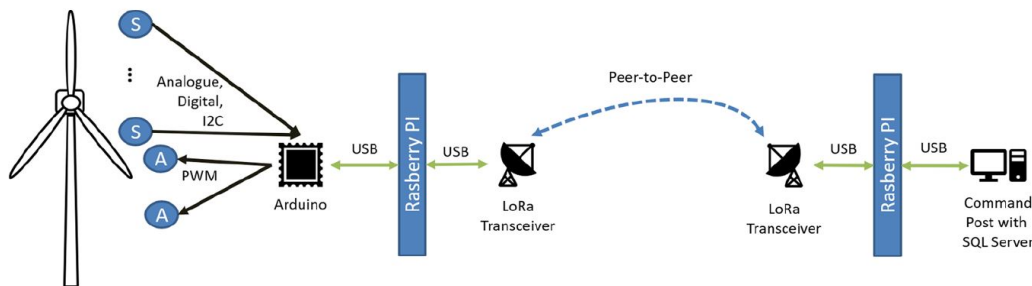 S
...
Analogue,
Digital,
I2C
S
A
PWM
A
Arduino
USB
Rasberry PI
USB
LoRa
Transceiver
Peer-to-Peer
LoRa
Transceiver
USB
Rasberry PI
USB
Command
Post with
SQL Server